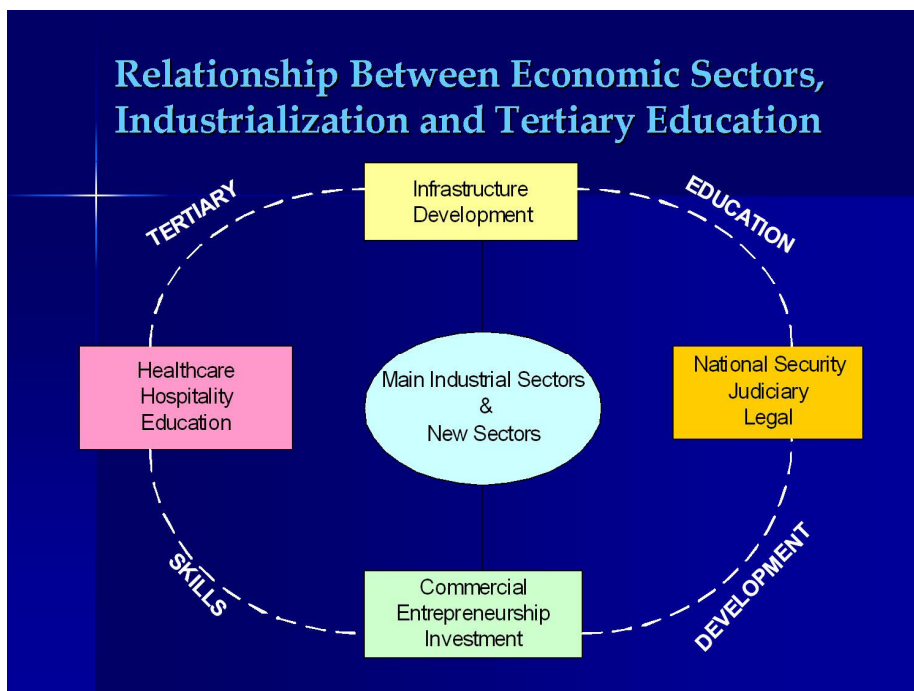 Relationship Between Economic Sectors,
Industrialization and Tertiary Education
TERTIARY
Infrastructure
Development
EDUCATION
Healthcare
Hospitality
Education
Main Industrial Sectors
&
New Sectors
National Security
Judiciary
Legal
SKILLS
Commercial
Entrepreneurship
Investment
DEVELOPMENT